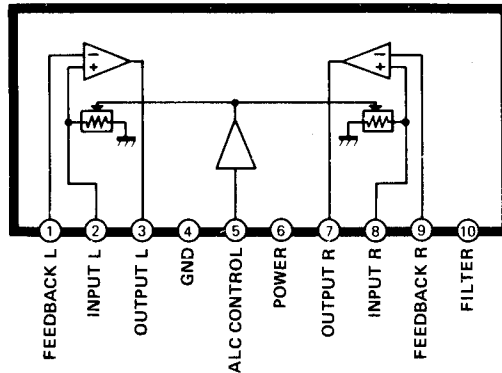 −
+
−
+
1
2
3
4
5
6
7
8
9
10
FEEDBACK L
INPUT L
OUTPUT L
GND
ALC CONTROL
POWER
OUTPUT R
INPUT R
FEEDBACK R
FILTER